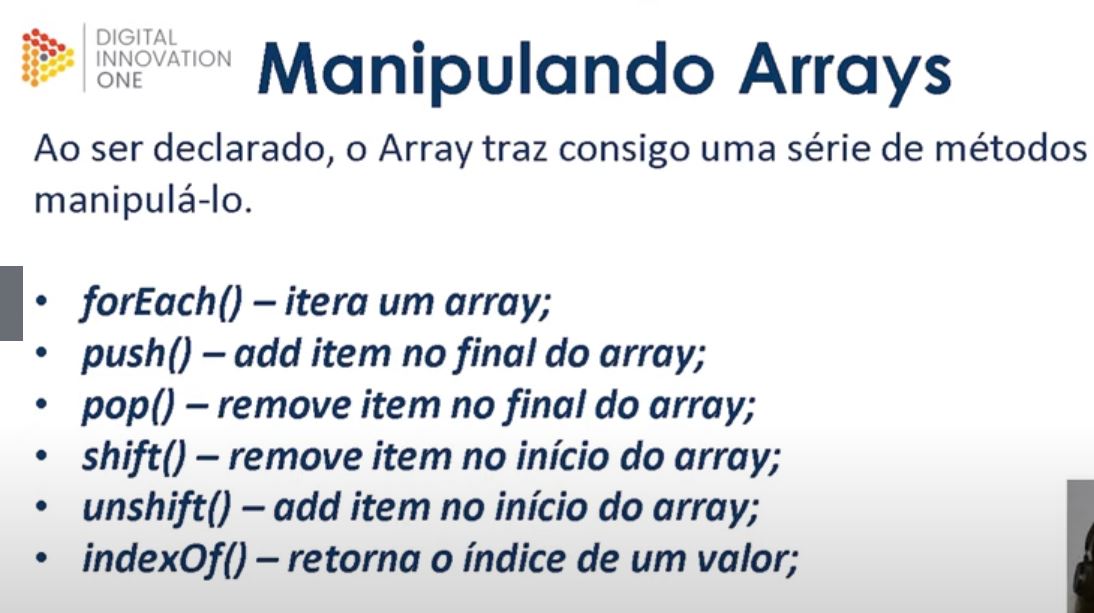 DIGITAL
INNOVATION
ONE
Manipulando Arrays
Ao ser declarado, o Array traz consigo uma série de métodos
manipulá-lo.
• forEach() – itera um array;
• push() – add item no final do array;
• pop() – remove item no final do array;
• shift() – remove item no início do array;
• unshift() – add item no início do array;
• indexOf() – retorna o índice de um valor;